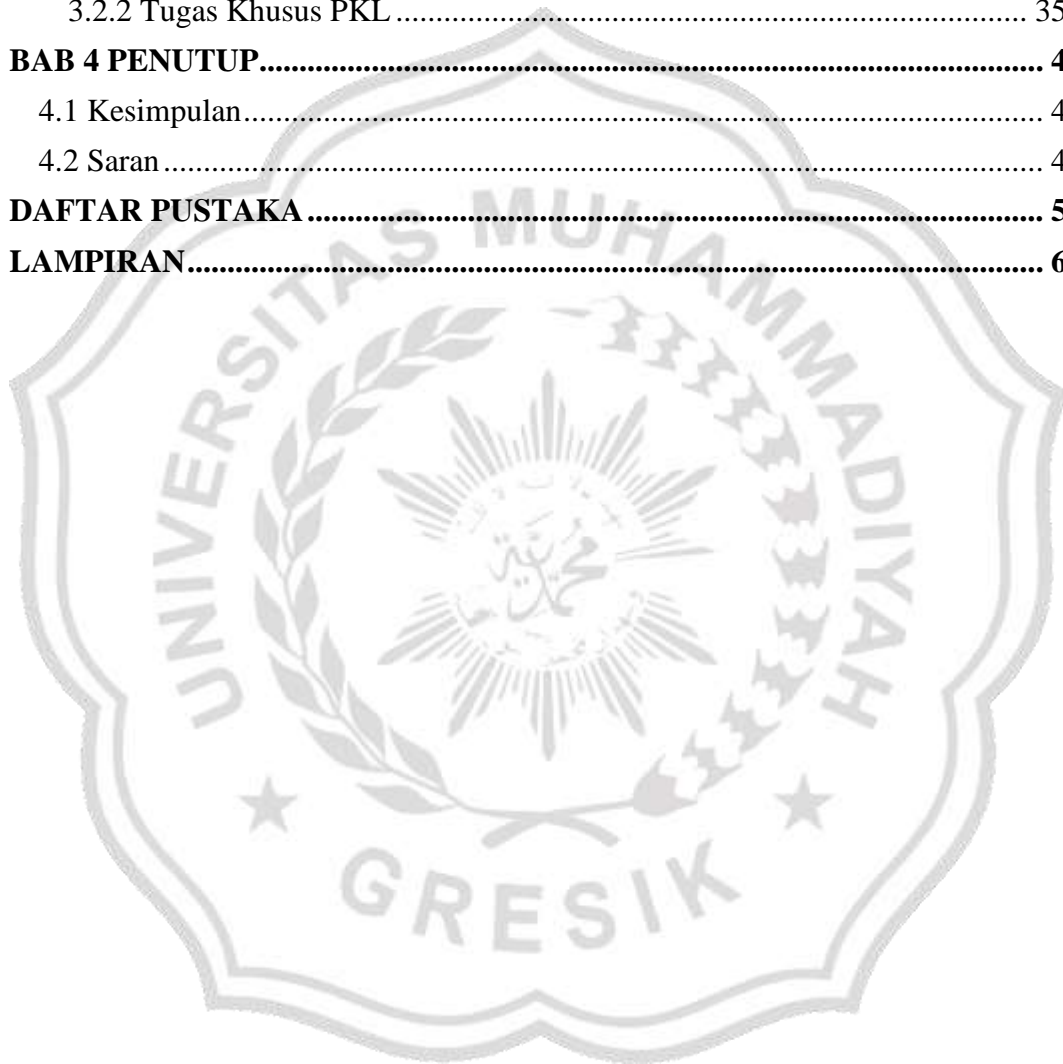 3.2.2 Tugas Khusus PKL........................................................................ 35
BAB 4 PENUTUP........................................................................ 4
4.1 Kesimpulan........................................................................ 4
4.2 Saran........................................................................ 4
DAFTAR PUSTAKA........................................................................ 5
LAMPIRAN........................................................................ 6
UNIVERSITAS MUHAMMADIYAH
GRESIK